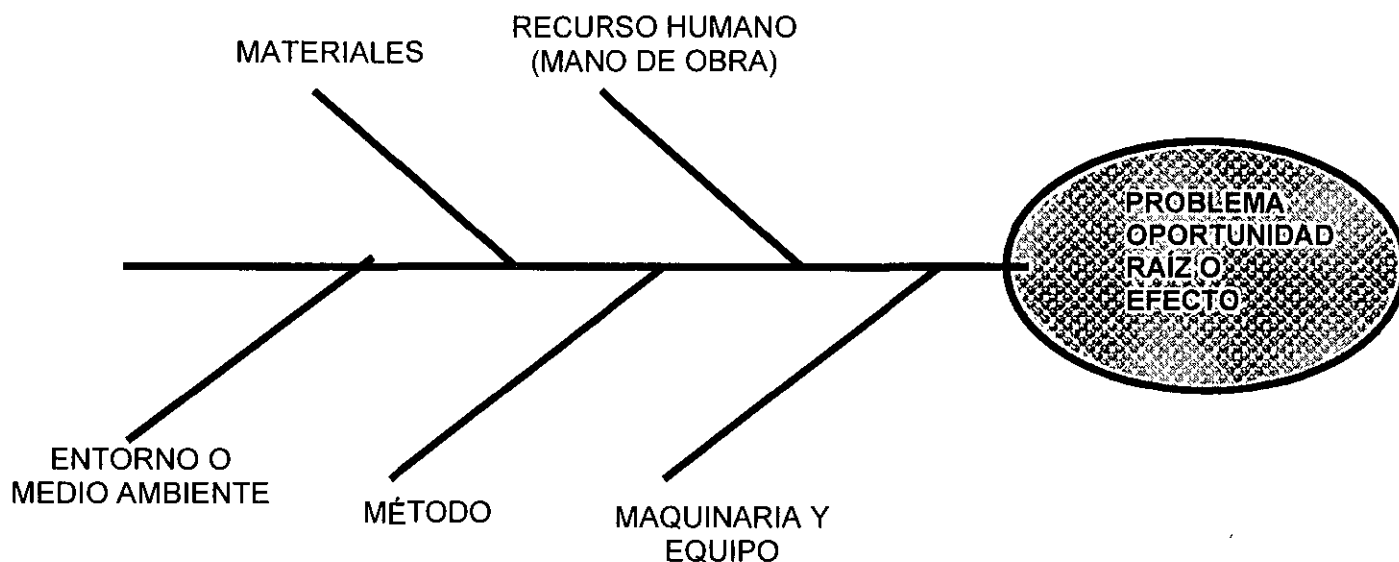 MATERIALES
RECURSO HUMANO
(MANO DE OBRA)
PROBLEMA,
OPORTUNIDAD
RAÍZ O
EFECTO
ENTORNO O
MEDIO AMBIENTE
MÉTODO
MAQUINARIA Y
EQUIPO